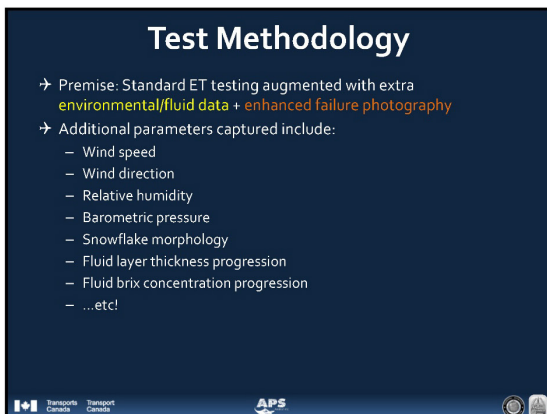 Test Methodology
Premise: Standard ET testing augmented with extra
environmental/fluid data + enhanced failure photography
Additional parameters captured include:
– Wind speed
– Wind direction
– Relative humidity
– Barometric pressure
– Snowflake morphology
– Fluid layer thickness progression
– Fluid brix concentration progression
– ...etc!
Transports Transport
Canada Canada
APS